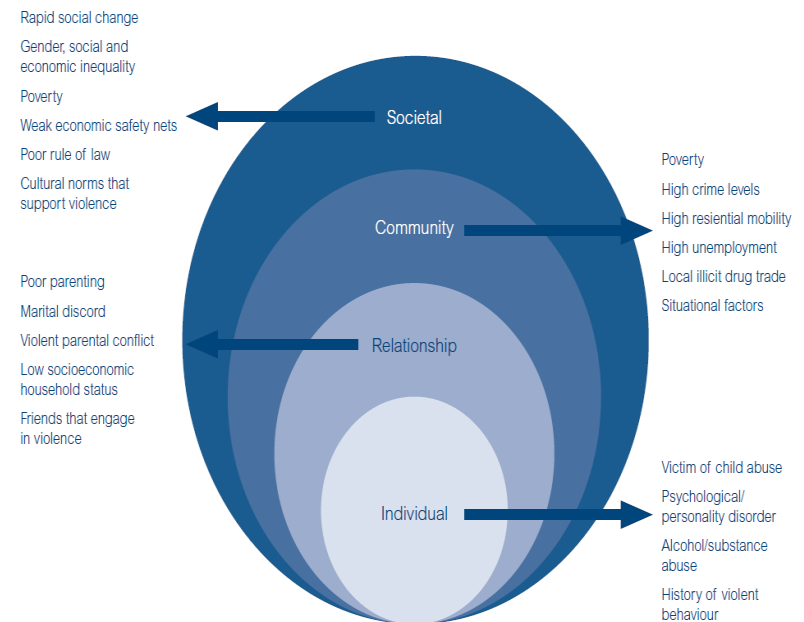 Rapid social change
Gender, social and
economic inequality
Poverty
Weak economic safety nets
Poor rule of law
Cultural norms that
support violence
Societal
Poverty
High crime levels
High resiential mobility
High unemployment
Local illicit drug trade
Situational factors
Community
Poor parenting
Marital discord
Violent parental conflict
Low socioeconomic
household status
Friends that engage
in violence
Relationship
Victim of child abuse
Psychological/
personality disorder
Alcohol/substance
abuse
History of violent
behaviour
Individual